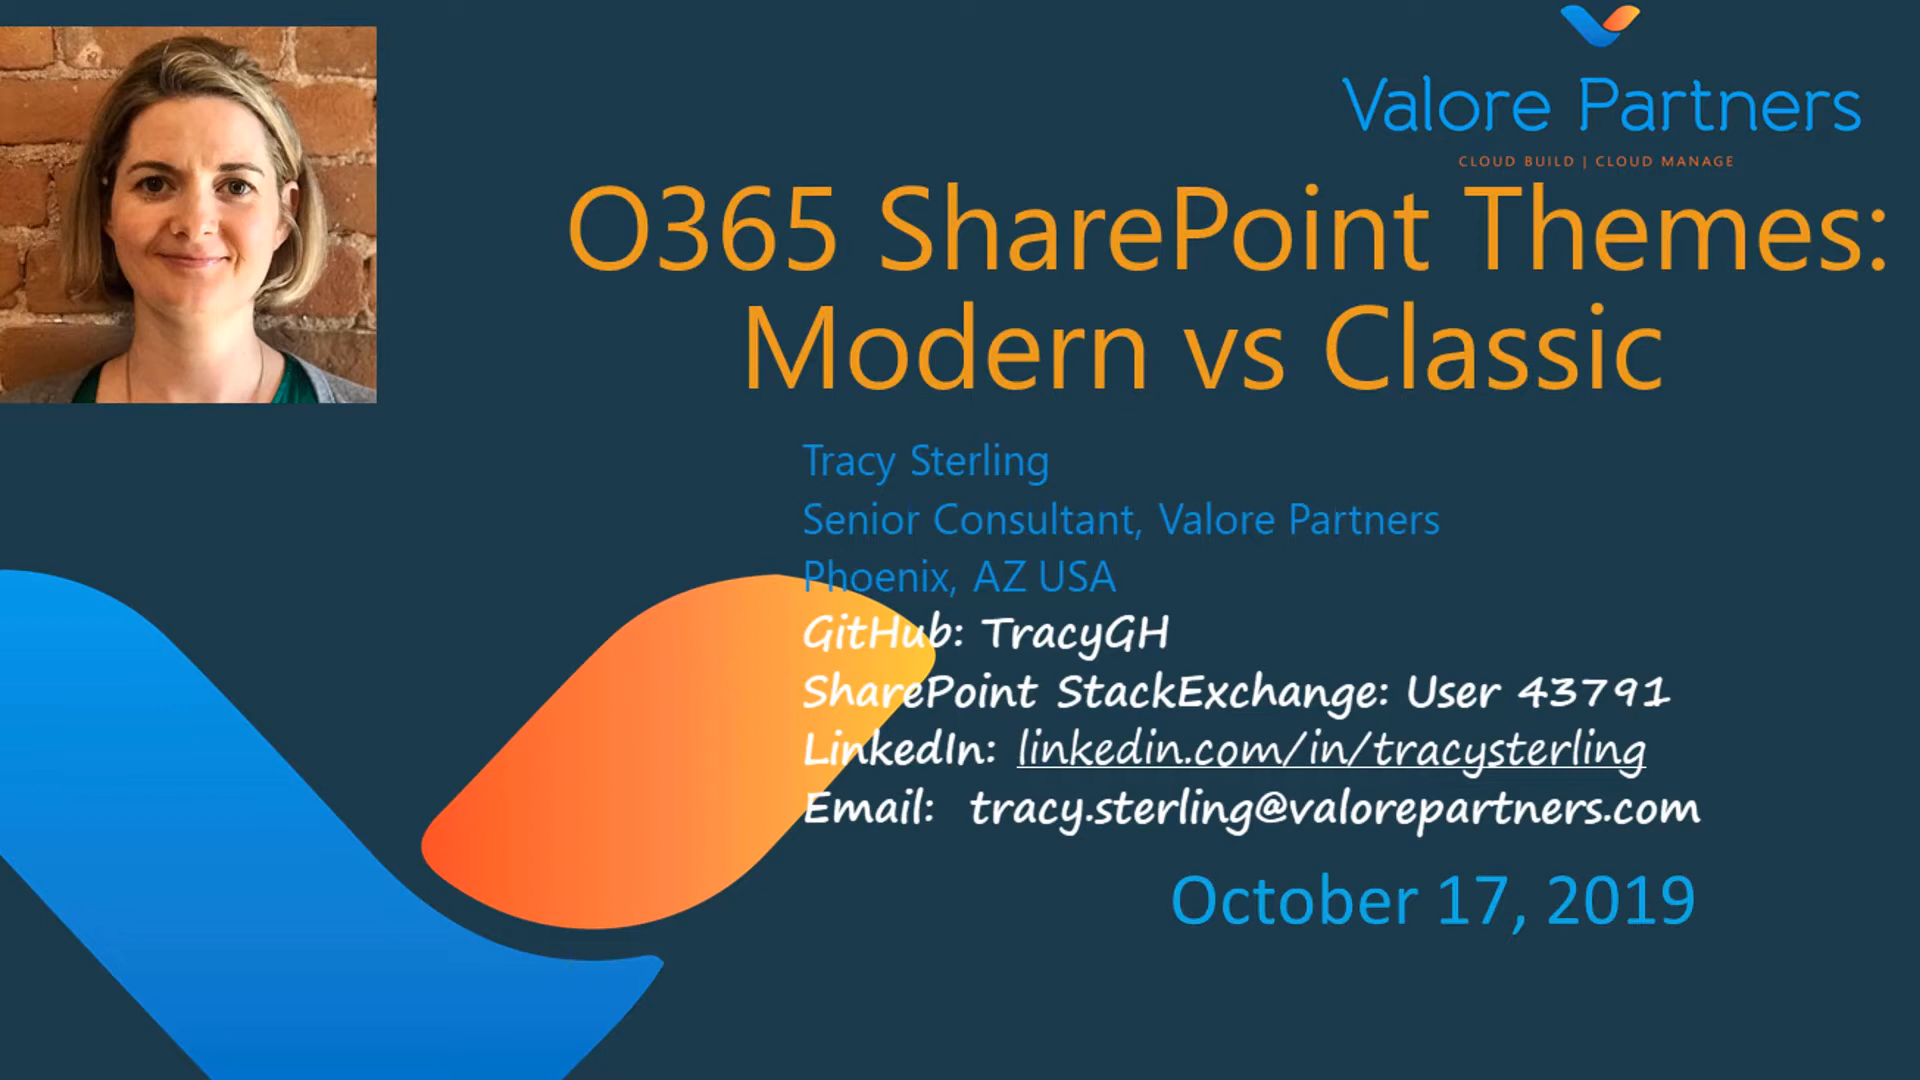 Valore Partners
CLOUD BUILD | CLOUD MANAGE
O365 SharePoint Themes:
Modern vs Classic
Tracy Sterling
Senior Consultant, Valore Partners
Phoenix, AZ USA
GitHub: TracyGH
SharePoint StackExchange: User 43791
LinkedIn: linkedin.com/in/tracysterling
Email: tracy.sterling@valorepartners.com
October 17, 2019